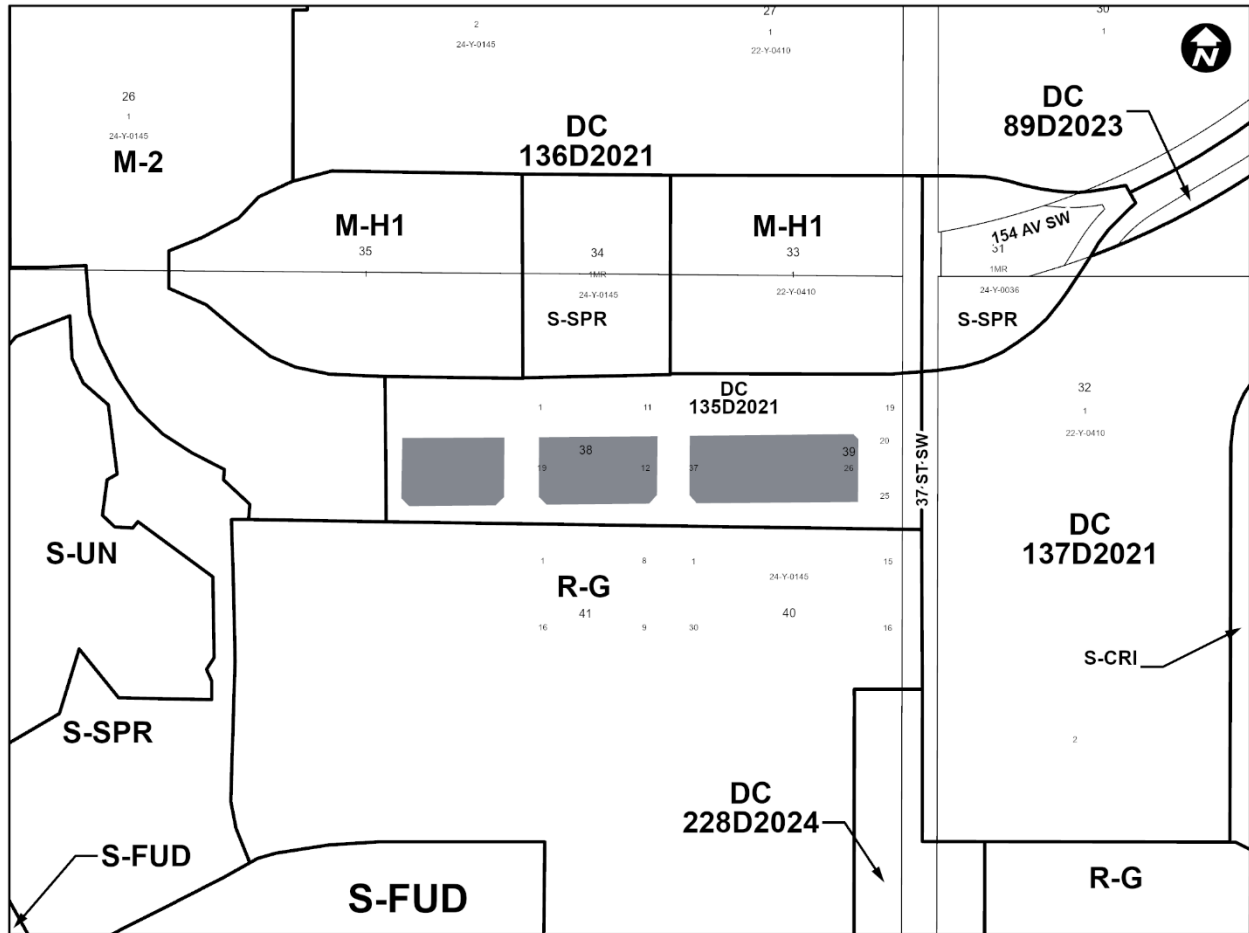 27
30
2
1
1
24-Y-0145
22-Y-0410
N
26
1
24-Y-0145
M-2
DC
136D2021
DC
89D2023
M-H1
35
1
34
1MR
24-Y-0145
S-SPR
M-H1
33
1
22-Y-0410
154 AV SW
31
1MR
24-Y-0036
S-SPR
DC
135D2021
1
11
19
32
1
22-Y-0410
38
39
20
19
12
37
26
25
37 ST SW
DC
137D2021
S-UN
1
8
1
15
24-Y-0145
R-G
41
40
16
9
30
16
S-CRI
S-SPR
2
DC
228D2024
S-FUD
S-FUD
R-G